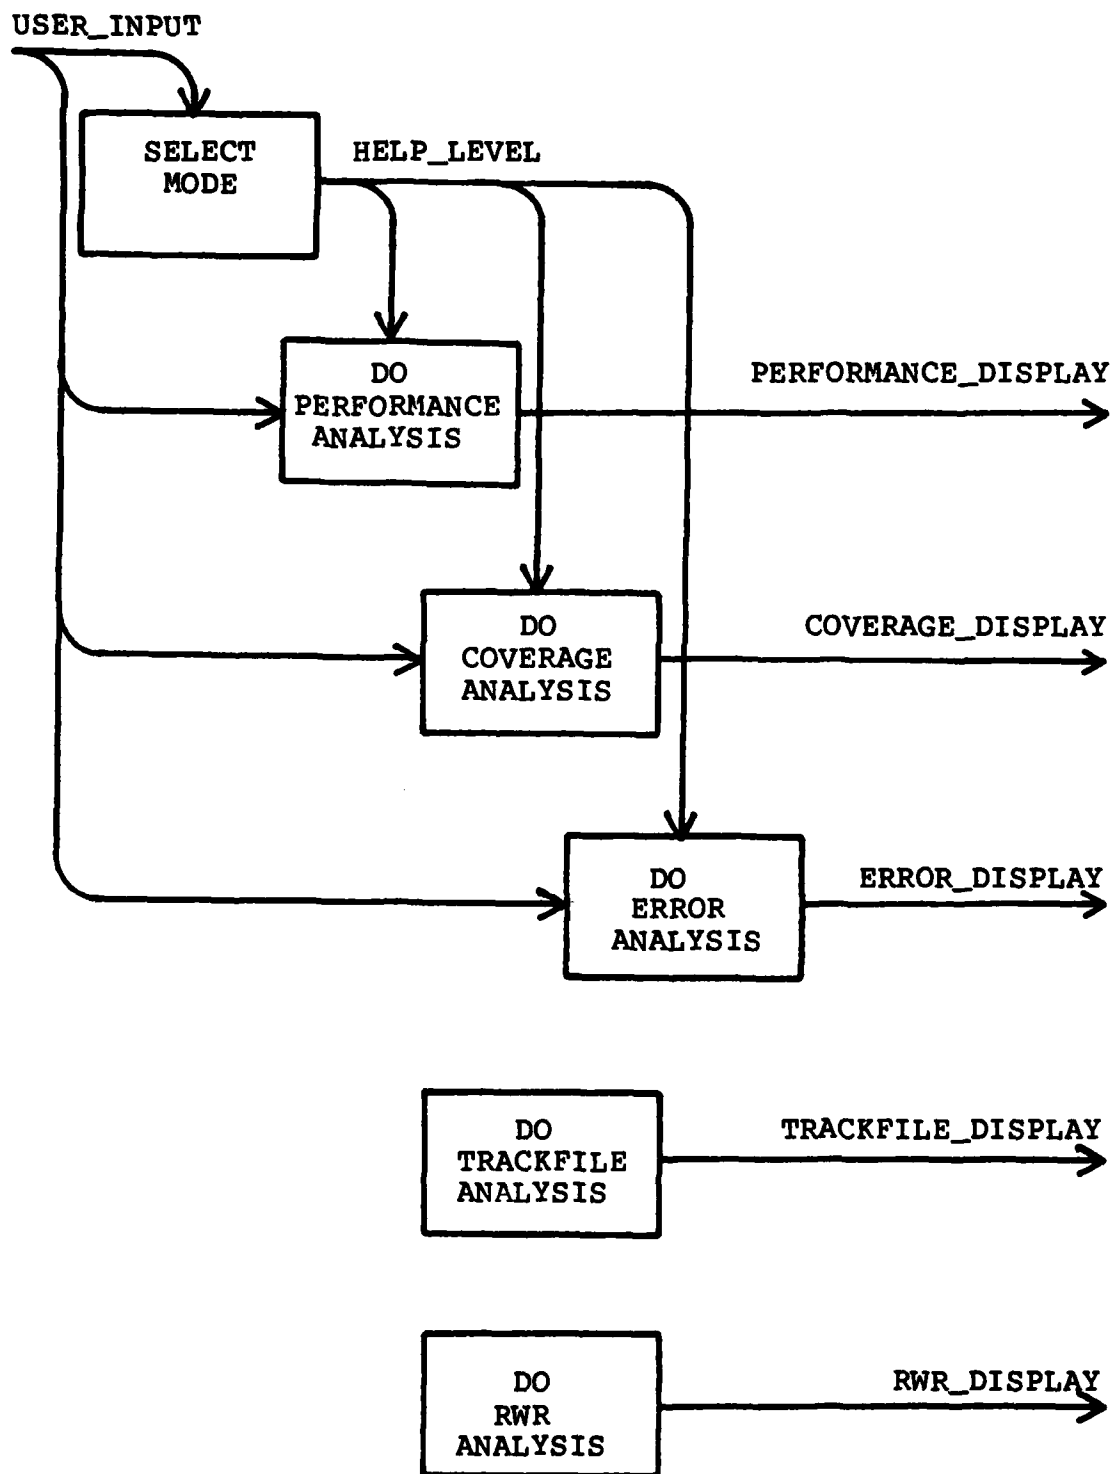 USER_INPUT
SELECT
MODE
HELP_LEVEL
DO
PERFORMANCE
ANALYSIS
PERFORMANCE_DISPLAY
DO
COVERAGE
ANALYSIS
COVERAGE_DISPLAY
DO
ERROR
ANALYSIS
ERROR_DISPLAY
DO
TRACKFILE
ANALYSIS
TRACKFILE_DISPLAY
DO
RWR
ANALYSIS
RWR_DISPLAY